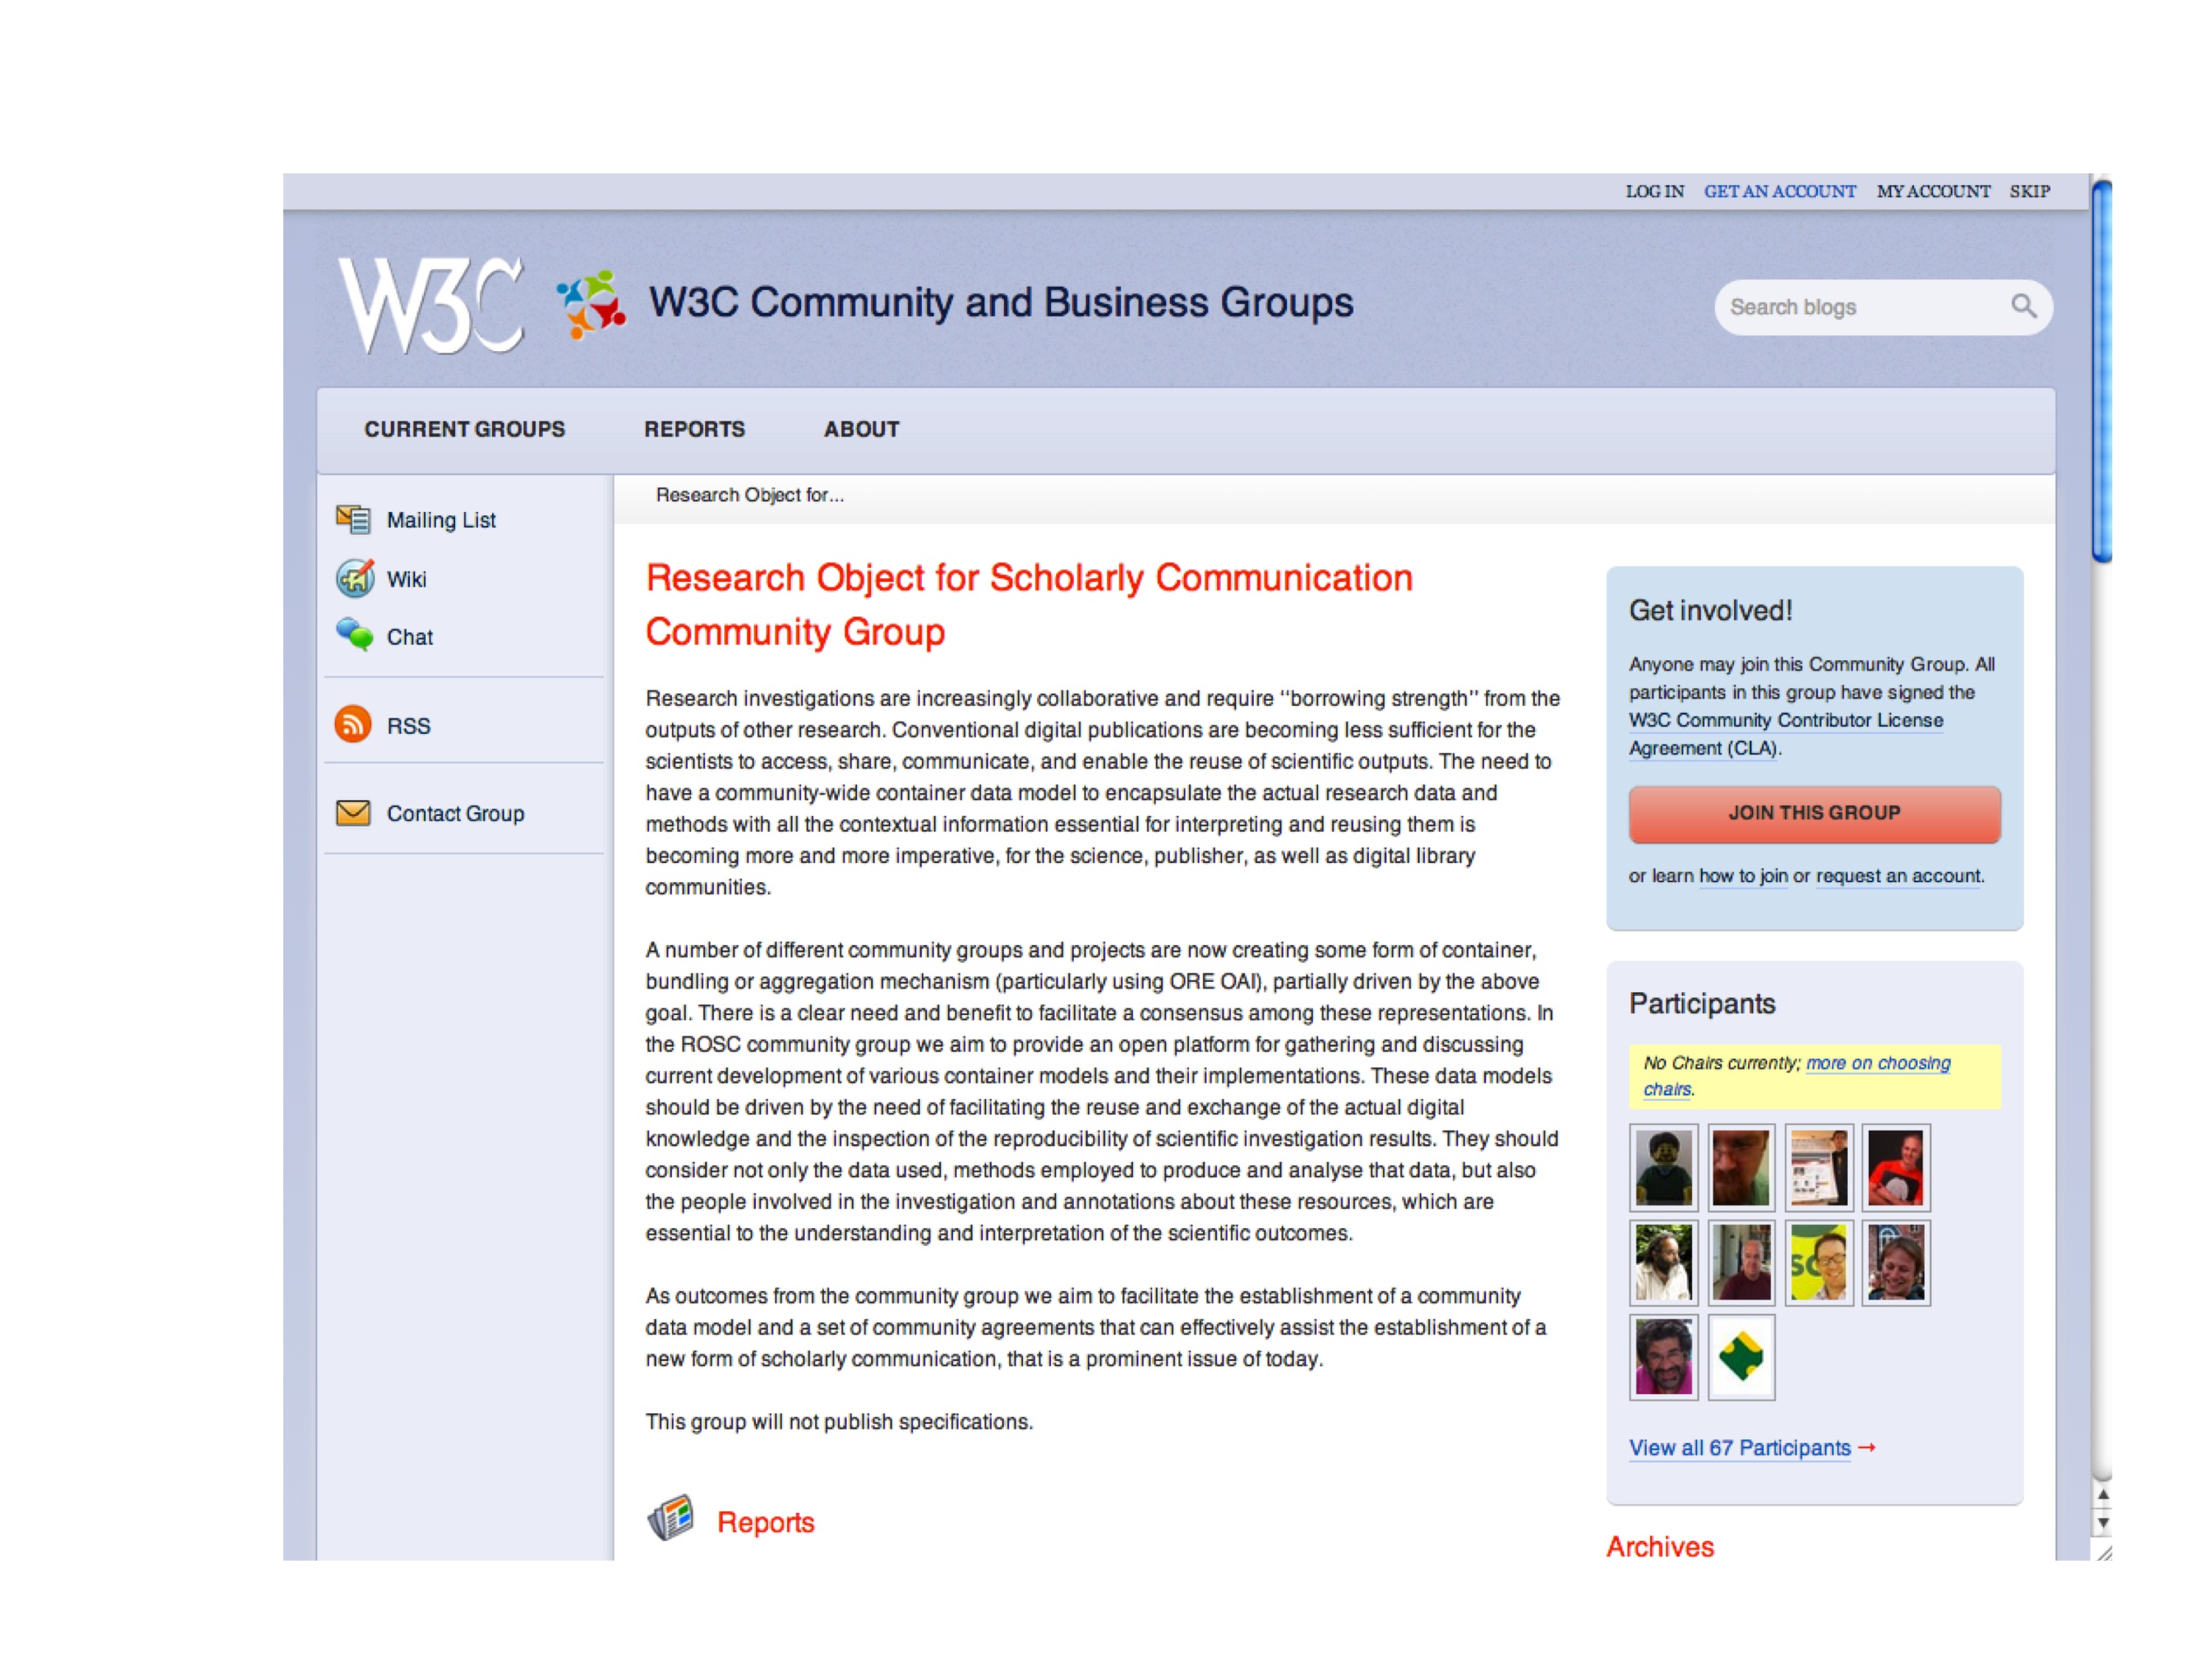 LOG IN GET AN ACCOUNT MY ACCOUNT SKIP
W3C W3C Community and Business Groups
Search blogs
CURRENT GROUPS REPORTS ABOUT
Mailing List
Wiki
Chat
RSS
Contact Group
Research Object for...
Research Object for Scholarly Communication
Community Group
Research investigations are increasingly collaborative and require "borrowing strength" from the
outputs of other research. Conventional digital publications are becoming less sufficient for the
scientists to access, share, communicate, and enable the reuse of scientific outputs. The need to
have a community-wide container data model to encapsulate the actual research data and
methods with all the contextual information essential for interpreting and reusing them is
becoming more and more imperative, for the science, publisher, as well as digital library
communities.
A number of different community groups and projects are now creating some form of container,
bundling or aggregation mechanism (particularly using ORE OAI), partially driven by the above
goal. There is a clear need and benefit to facilitate a consensus among these representations. In
the ROSC community group we aim to provide an open platform for gathering and discussing
current development of various container models and their implementations. These data models
should be driven by the need of facilitating the reuse and exchange of the actual digital
knowledge and the inspection of the reproducibility of scientific investigation results. They should
consider not only the data used, methods employed to produce and analyse that data, but also
the people involved in the investigation and annotations about these resources, which are
essential to the understanding and interpretation of the scientific outcomes.
As outcomes from the community group we aim to facilitate the establishment of a community
data model and a set of community agreements that can effectively assist the establishment of a
new form of scholarly communication, that is a prominent issue of today.
This group will not publish specifications.
Reports
Get involved!
Anyone may join this Community Group. All
participants in this group have signed the
W3C Community Contributor License
Agreement (CLA).
JOIN THIS GROUP
or learn how to join or request an account.
Participants
No Chairs currently; more on choosing
chairs.
View all 67 Participants →
Archives